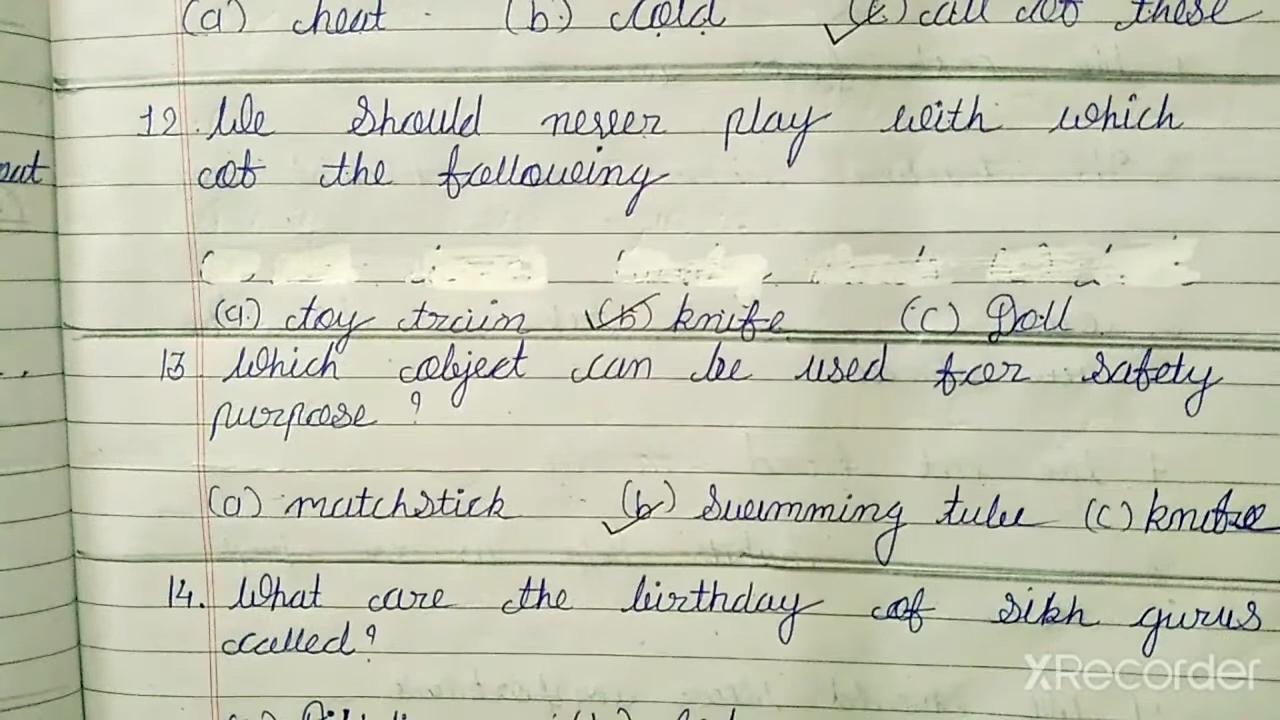 (a) cheat (b) cold (c) all of these
12. We should never play with which
out
of the following
(a.) toy train (b) knife (c) Doll
13 Which object can be used for safety
purpose?
(a) matchstick (b) swimming tube (c) knife
14. What are the birthday of sikh gurus
called?
XRecorder